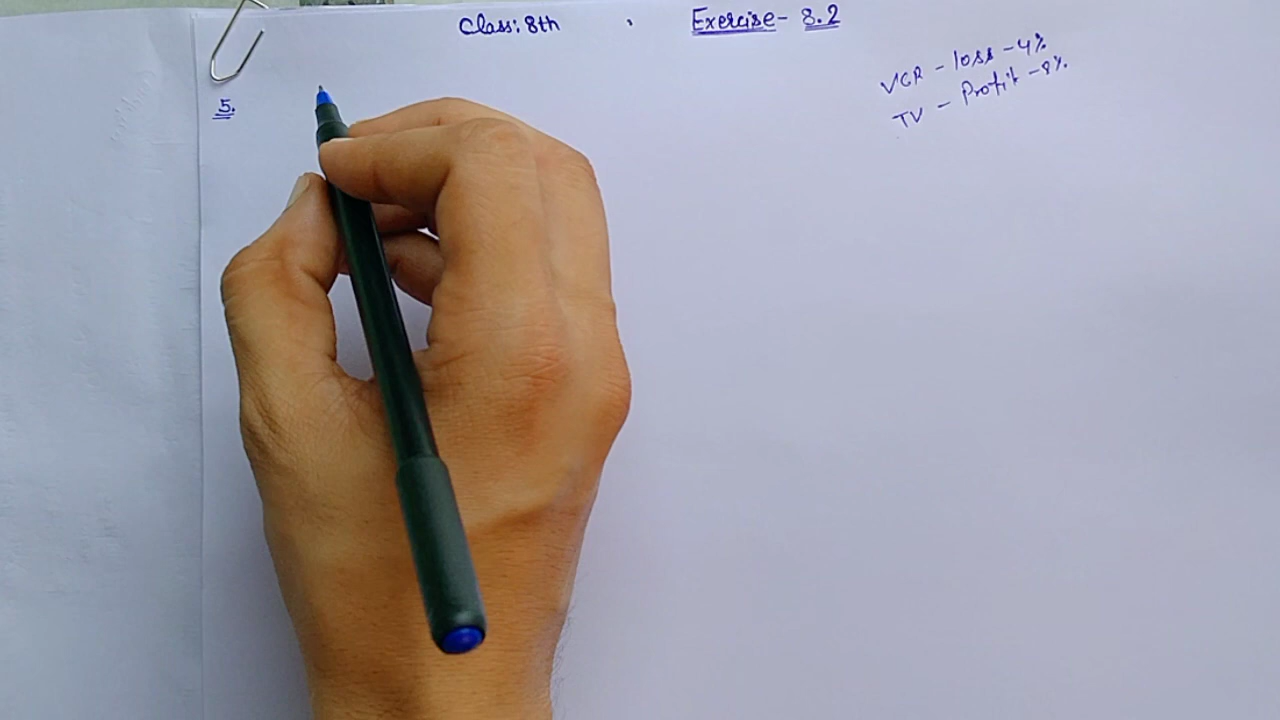 Class: 8th , Exercise- 8.2
VCR - loss - 4%
TV - Profit - 8%.
5.